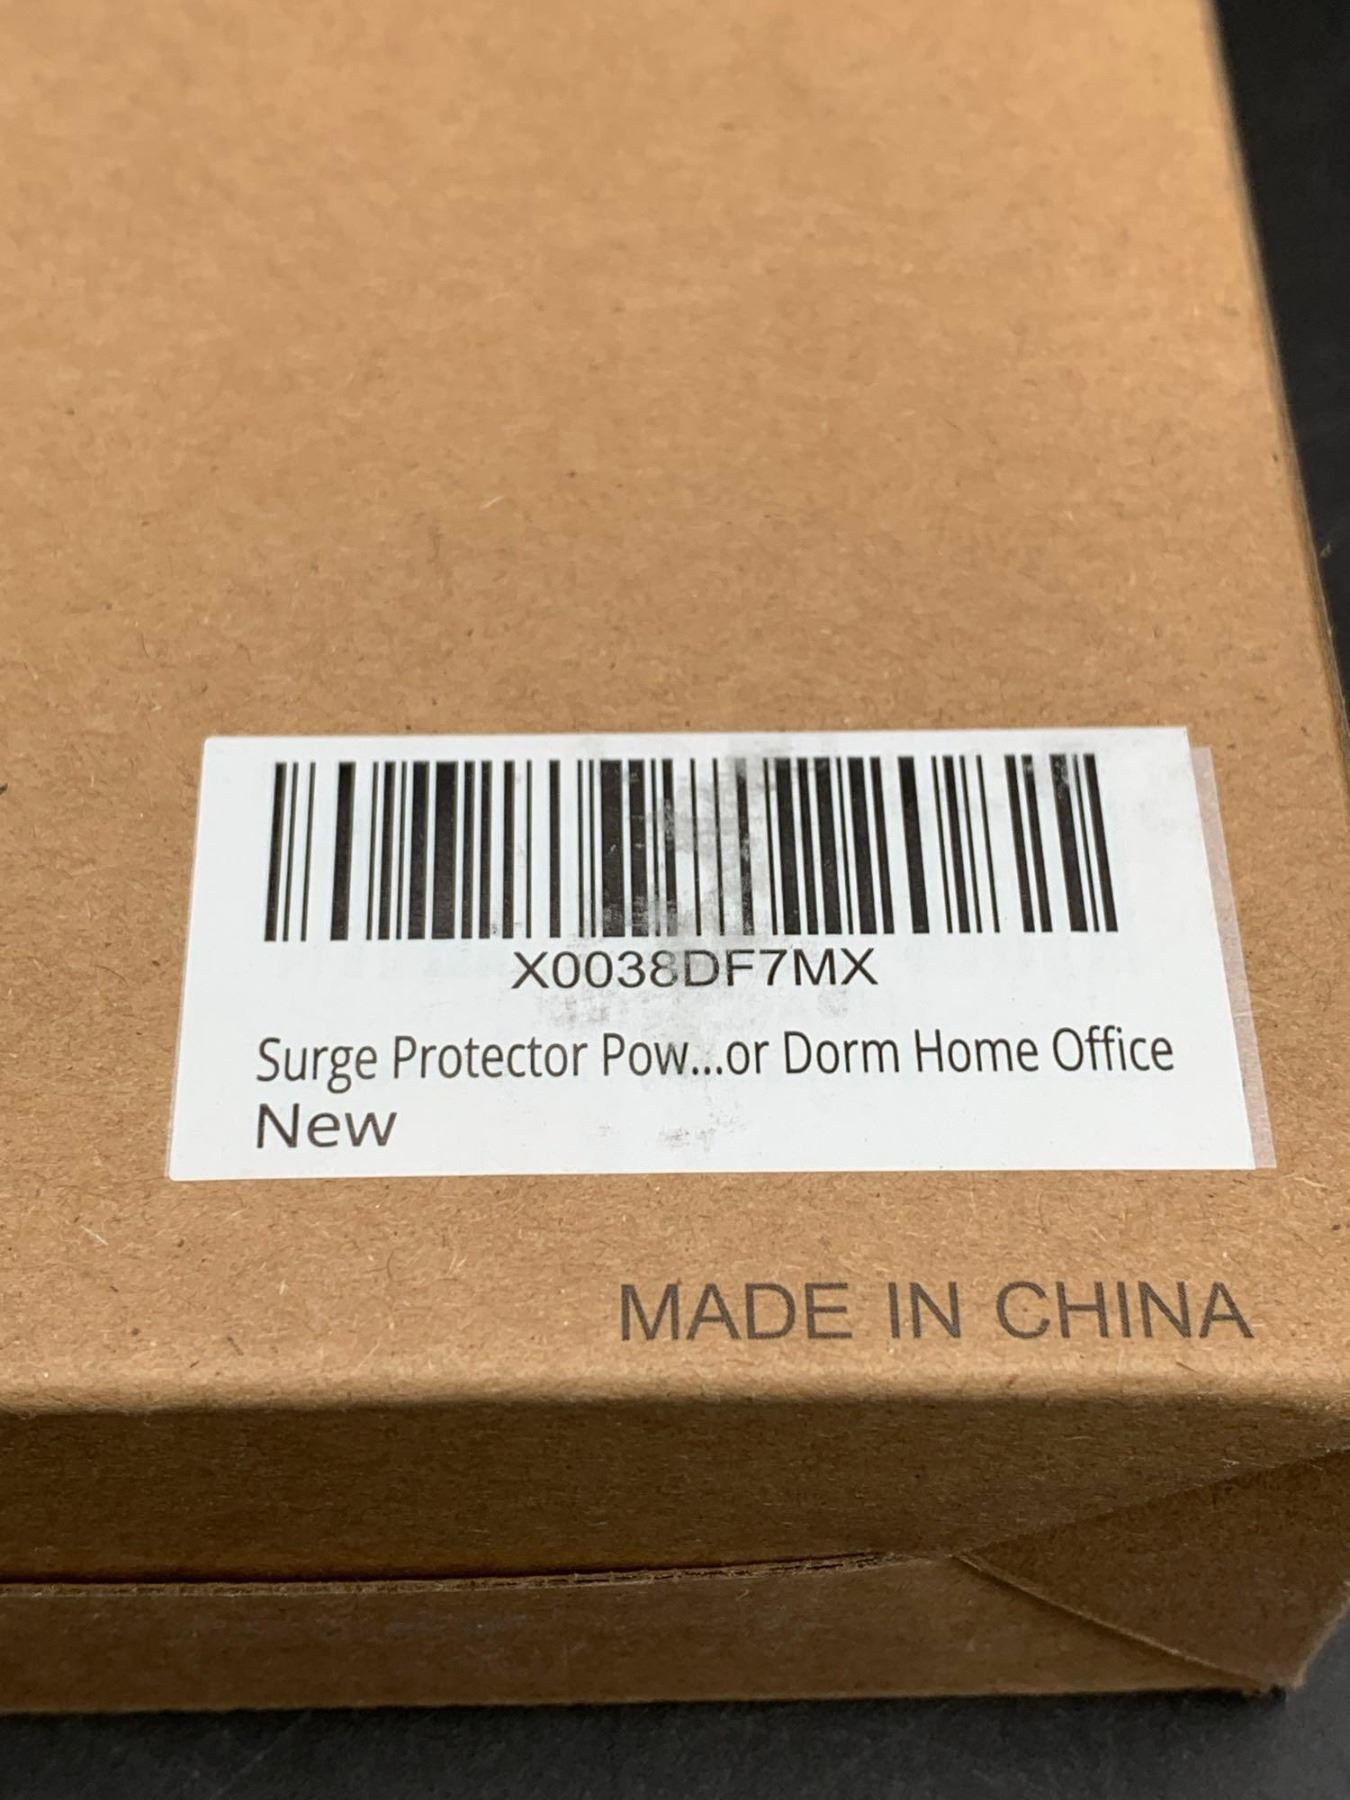 X0038DF7MX
Surge Protector Pow...or Dorm Home Office
New
MADE IN CHINA